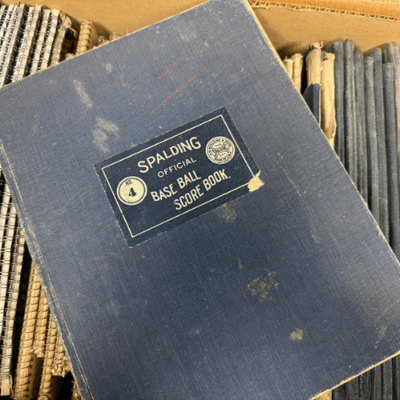 SPALDING
OFFICIAL
No
4
BASE BALL
SCORE BOOK.